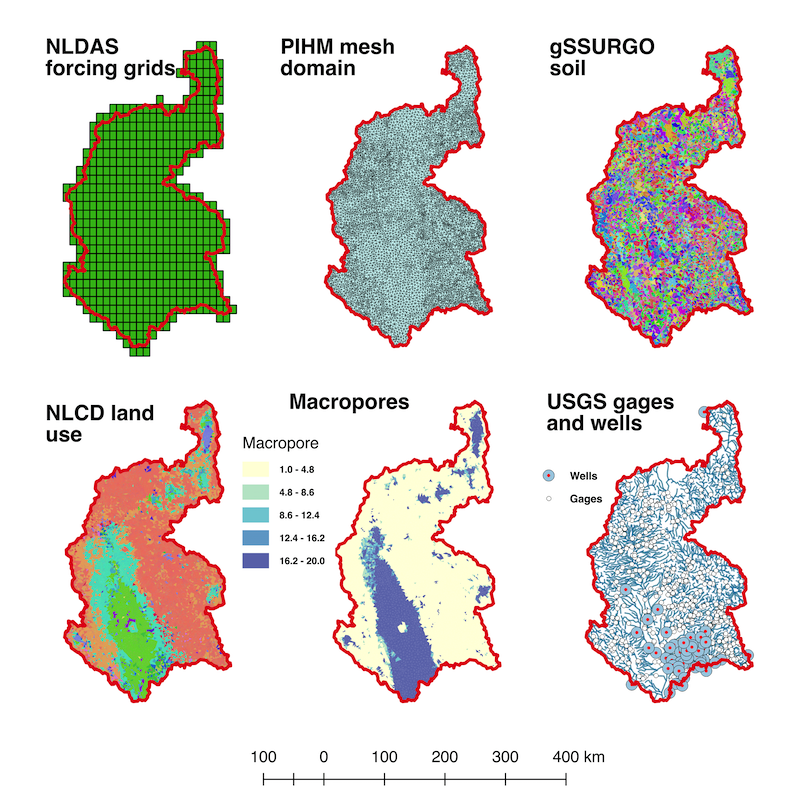 NLDAS
forcing grids
PIHM mesh
domain
gSSURGO
soil
NLCD land
use
Macropores
Macropore
1.0 - 4.8
4.8 - 8.6
8.6 - 12.4
12.4 - 16.2
16.2 - 20.0
USGS gages
and wells
Wells
Gages
100 0 100 200 300 400 km